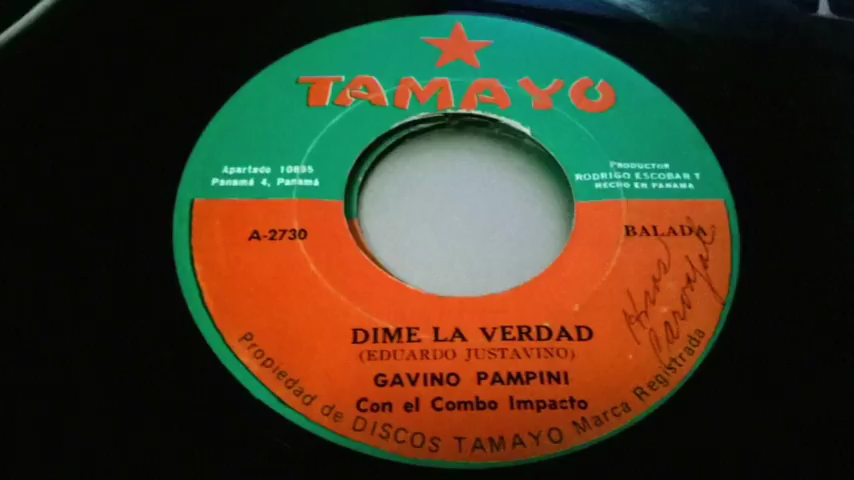 TAMAYO
Apartado 10895
Panamá 4, Panamá
PRODUCTOR
RODRIGO ESCOBAR T
HECHO EN PANAMA
A-2730
BALADA
DIME LA VERDAD
(EDUARDO JUSTAVINO)
GAVINO PAMPINI
Con el Combo Impacto
Propiedad de DISCOS TAMAYO Marca Registrada